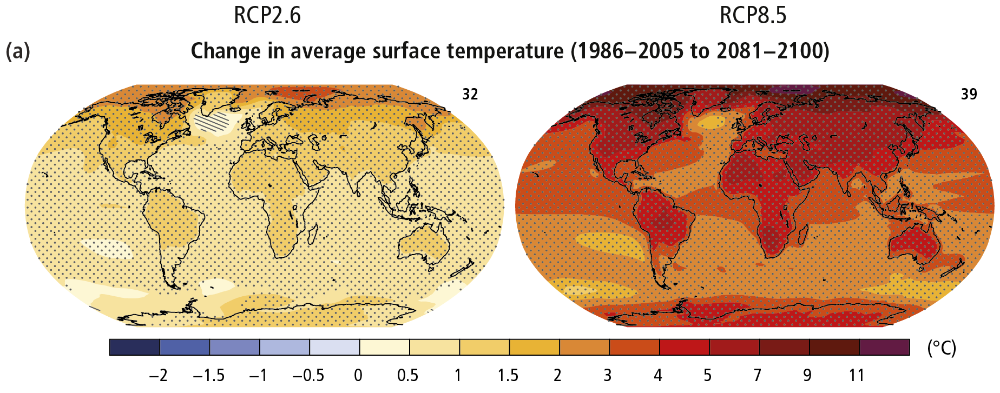 RCP2.6 RCP8.5
(a) Change in average surface temperature (1986–2005 to 2081–2100)
32 39
(°C)
−2 −1.5 −1 −0.5 0 0.5 1 1.5 2 3 4 5 7 9 11